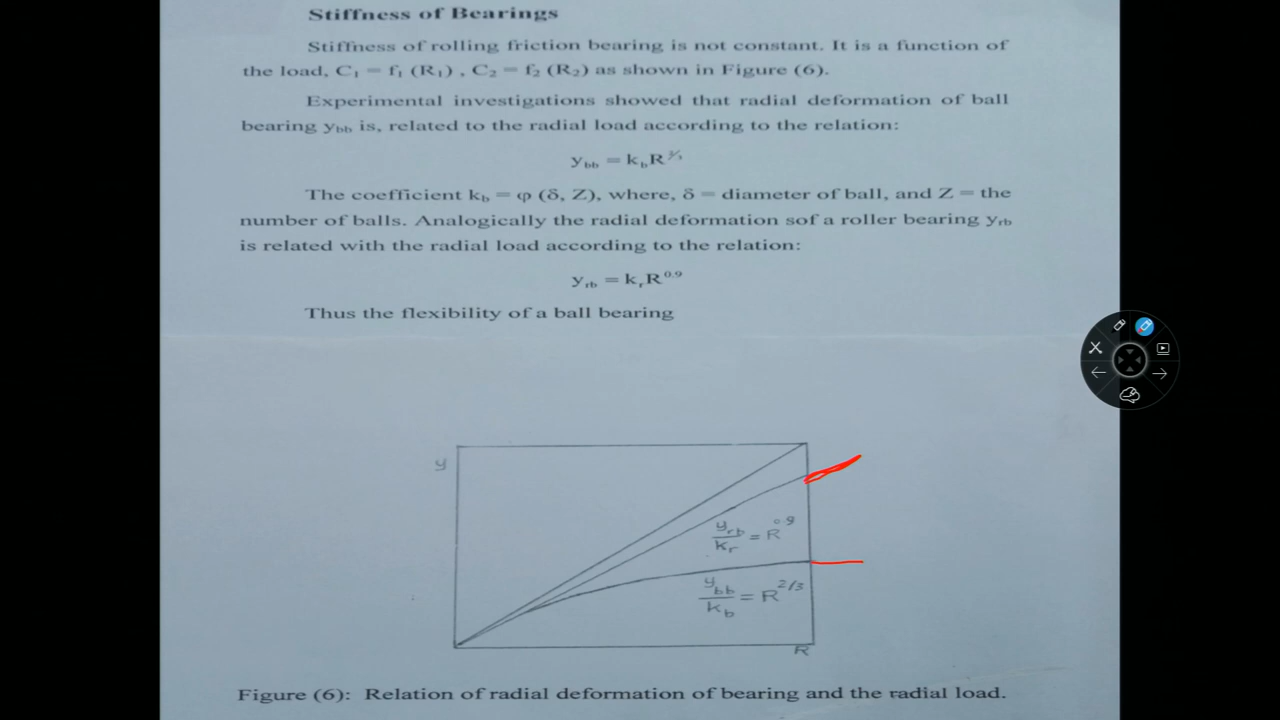 Stiffness of Bearings
Stiffness of rolling friction bearing is not constant. It is a function of
the load, C₁ = f₁ (R₁) , C₂ = f₂ (R₂) as shown in Figure (6).
Experimental investigations showed that radial deformation of ball
bearing y_bb is, related to the radial load according to the relation:
y_bb = k_b R^⅔
The coefficient k_b = φ (δ, Z), where, δ = diameter of ball, and Z = the
number of balls. Analogically the radial deformation sof a roller bearing y_rb
is related with the radial load according to the relation:
y_rb = k_r R^0.9
Thus the flexibility of a ball bearing
y
y_rb/k_r = R^0.9
y_bb/k_b = R^2/3
R
Figure (6): Relation of radial deformation of bearing and the radial load.